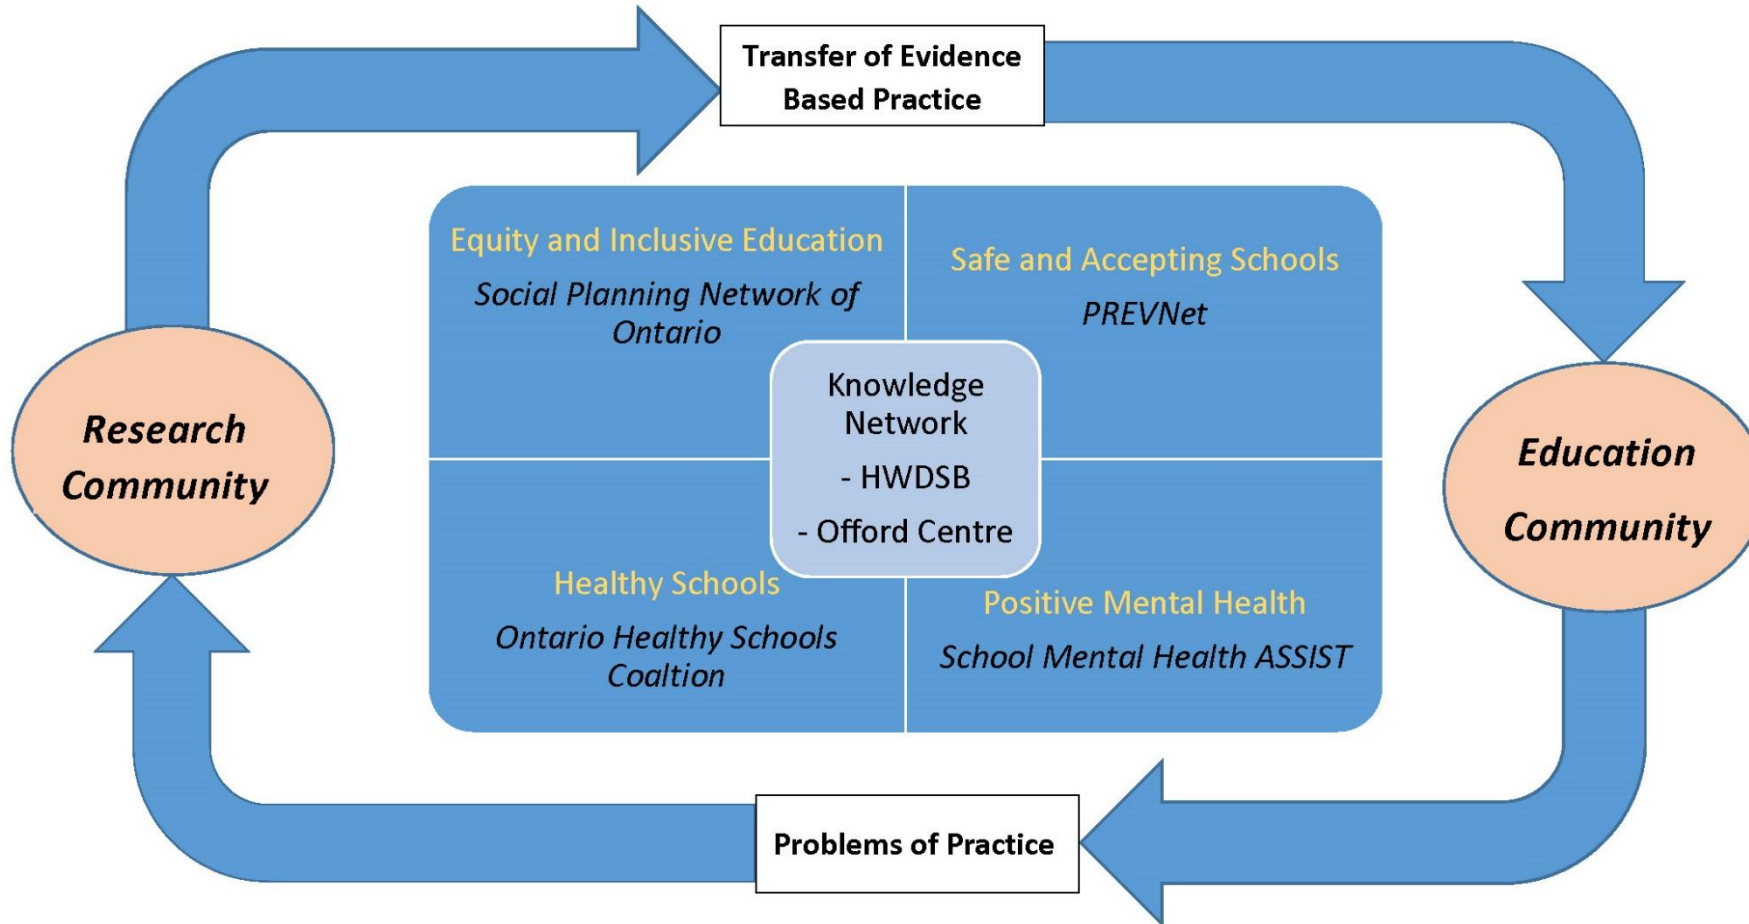 Transfer of Evidence
Based Practice
Equity and Inclusive Education
Social Planning Network of
Ontario
Safe and Accepting Schools
PREVNet
Knowledge
Network
- HWDSB
- Offord Centre
Research
Community
Education
Community
Healthy Schools
Ontario Healthy Schools
Coaltion
Positive Mental Health
School Mental Health ASSIST
Problems of Practice